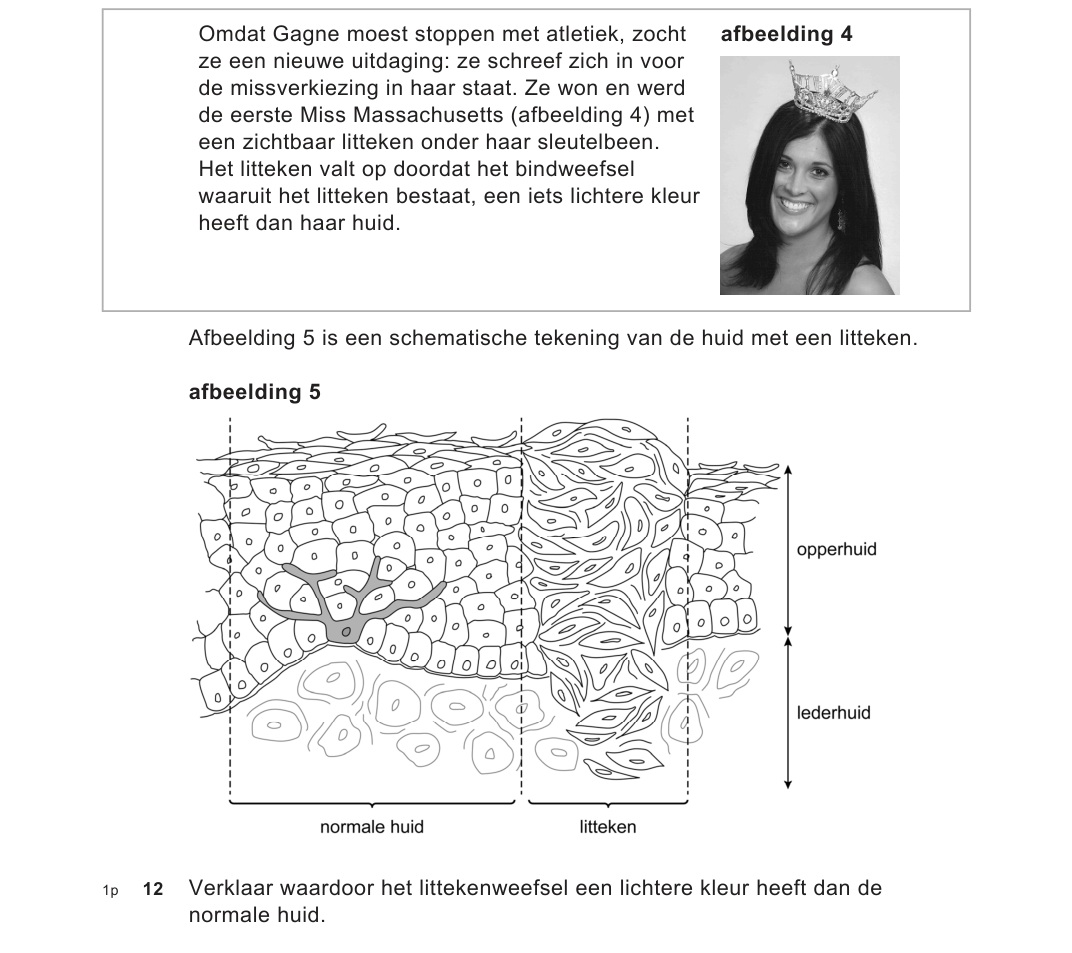 Omdat Gagne moest stoppen met atletiek, zocht
ze een nieuwe uitdaging: ze schreef zich in voor
de missverkiezing in haar staat. Ze won en werd
de eerste Miss Massachusetts (afbeelding 4) met
een zichtbaar litteken onder haar sleutelbeen.
Het litteken valt op doordat het bindweefsel
waaruit het litteken bestaat, een iets lichtere kleur
heeft dan haar huid.
afbeelding 4
Afbeelding 5 is een schematische tekening van de huid met een litteken.
afbeelding 5
opperhuid
lederhuid
normale huid
litteken
1p 12 Verklaar waardoor het littekenweefsel een lichtere kleur heeft dan de
normale huid.